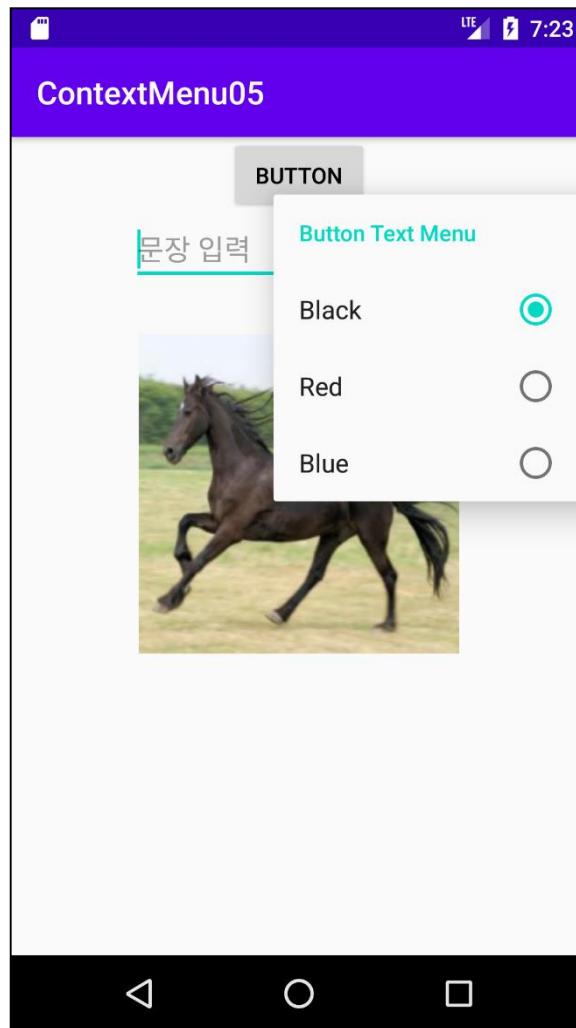 LTE 7:23
ContextMenu05
BUTTON
문장 입력
Button Text Menu
Black
Red
Blue